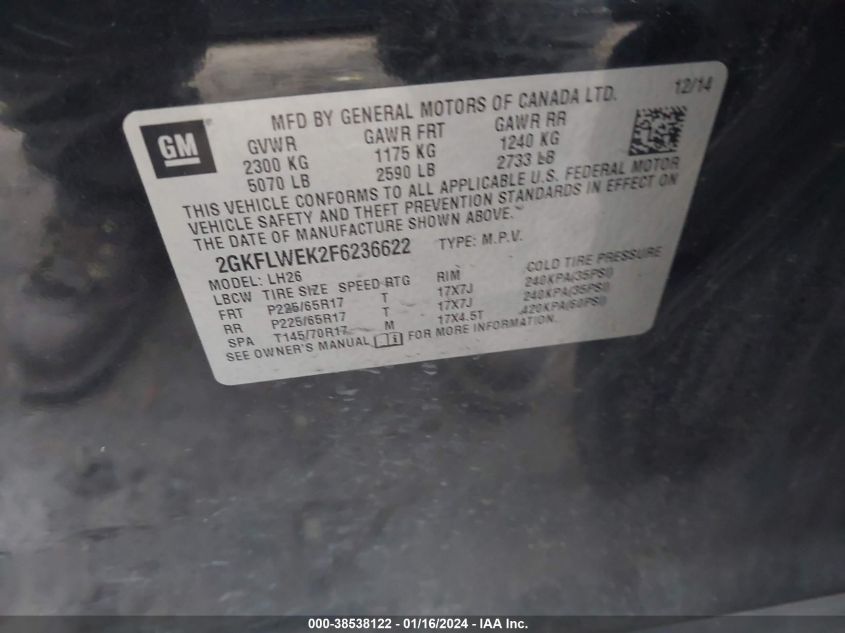 MFD BY GENERAL MOTORS OF CANADA LTD. 12/14
GM
GVWR GAWR FRT GAWR RR
2300 KG 1175 KG 1240 KG
5070 LB 2590 LB 2733 LB
THIS VEHICLE CONFORMS TO ALL APPLICABLE U.S. FEDERAL MOTOR
VEHICLE SAFETY AND THEFT PREVENTION STANDARDS IN EFFECT ON
THE DATE OF MANUFACTURE SHOWN ABOVE.
2GKFLWEK2F6236622 TYPE: M.P.V.
MODEL: LH26
LBCW TIRE SIZE SPEED RTG RIM COLD TIRE PRESSURE
FRT P225/65R17 T 17X7J 240KPA(35PSI)
RR P225/65R17 T 17X7J 240KPA(35PSI)
SPA T145/70R17 M 17X4.5T 420KPA(60PSI)
SEE OWNER'S MANUAL FOR MORE INFORMATION.
000-38538122 - 01/16/2024 - IAA Inc.